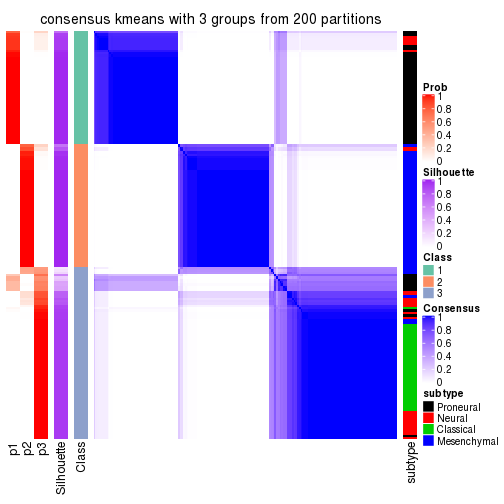 consensus kmeans with 3 groups from 200 partitions
Prob
1
0.8
0.6
0.4
0.2
0
Silhouette
1
0.8
0.6
0.4
0.2
0
Class
1
2
3
Consensus
1
0.8
0.6
0.4
0.2
0
subtype
Proneural
Neural
Classical
Mesenchymal
p1
p2
p3
Silhouette
Class
subtype